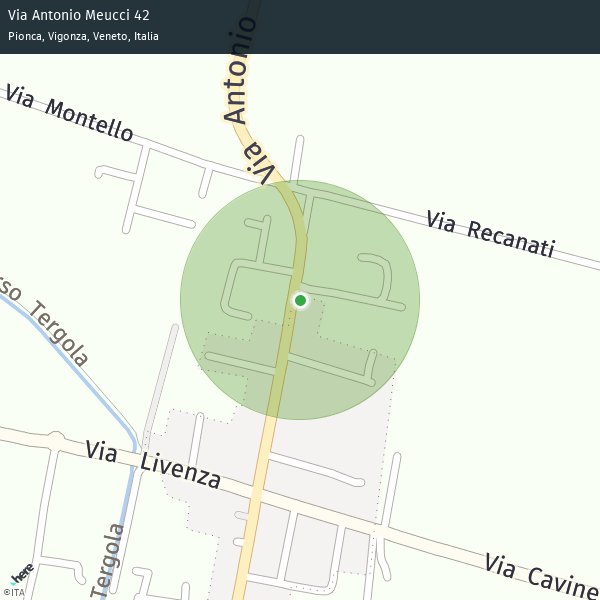 Via Antonio Meucci 42
Pionca, Vigonza, Veneto, Italia
Via Antonio
Via Montello
Via Recanati
rso Tergola
Via Livenza
Tergola
Via Cavine
here
©ITA